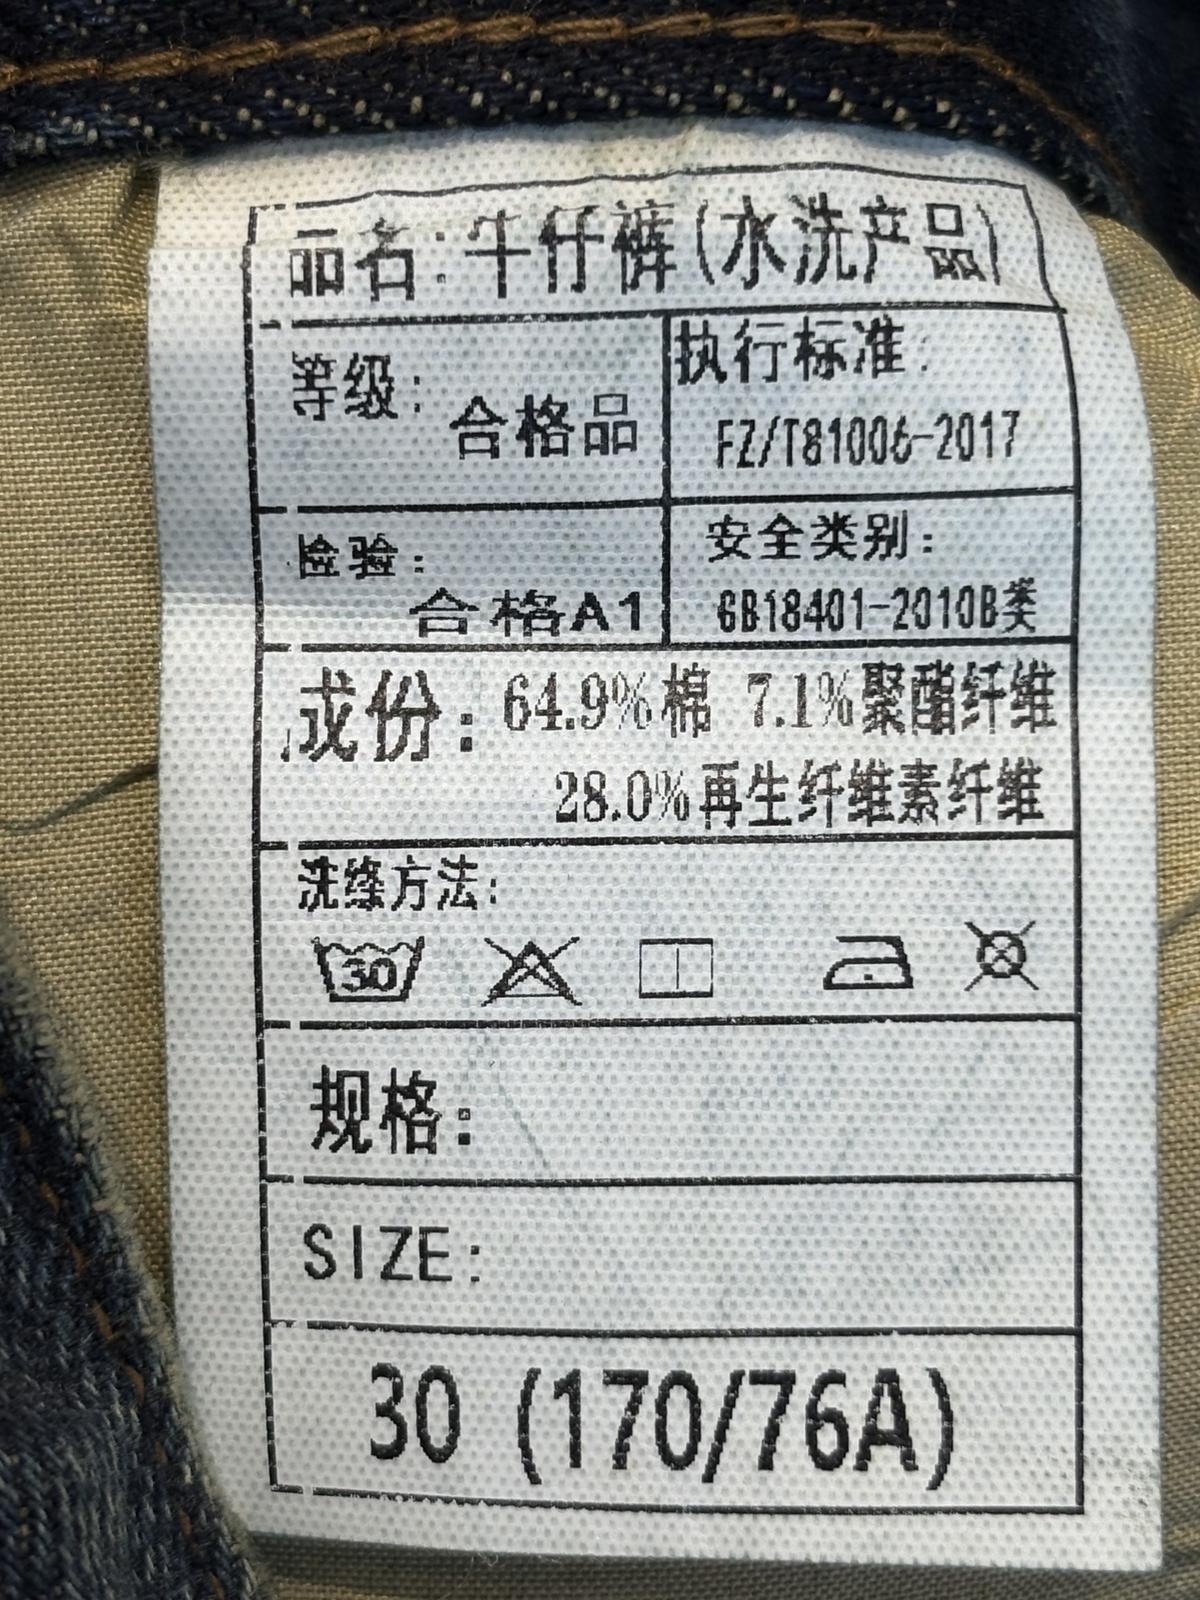 品名:牛仔裤(水洗产品)
等级:
合格品
执行标准:
FZ/T81006-2017
检验:
合格A1
安全类别:
GB18401-2010B类
成份: 64.9%棉 7.1%聚酯纤维
28.0%再生纤维素纤维
洗涤方法:
30
规格:
SIZE:
30 (170/76A)